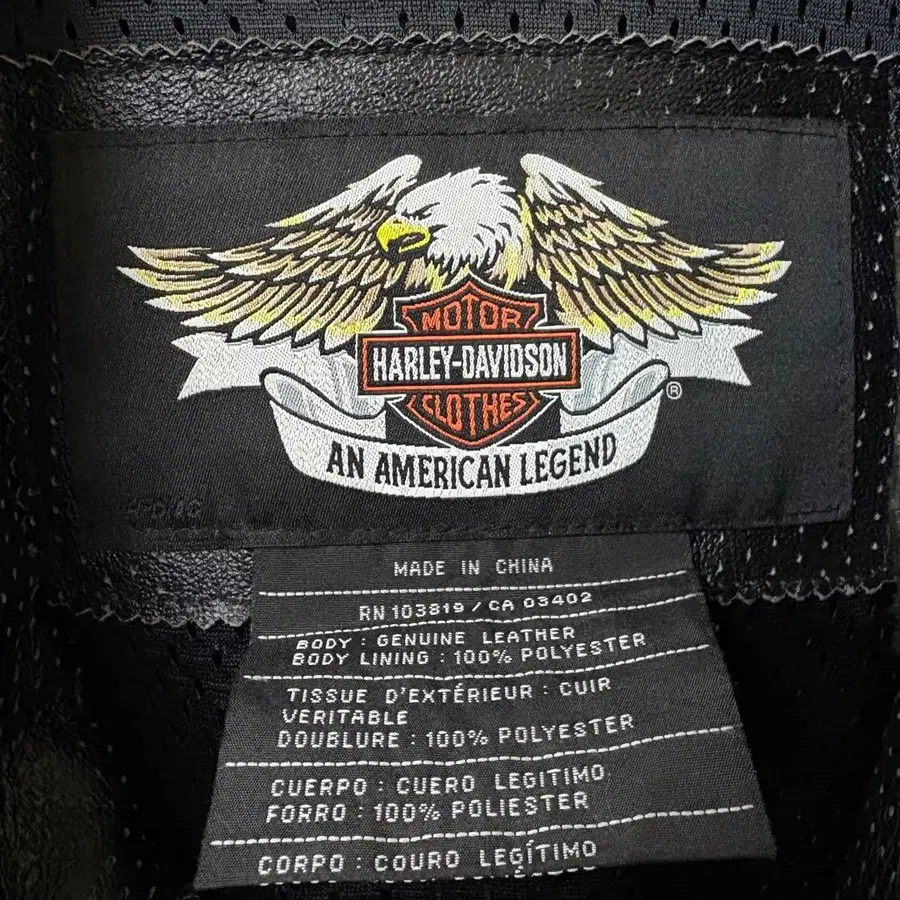 MOTOR
HARLEY-DAVIDSON
CLOTHES
®
AN AMERICAN LEGEND
MADE IN CHINA
RN 103819 / CA 03402
BODY : GENUINE LEATHER
BODY LINING : 100% POLYESTER
TISSUE D'EXTÉRIEUR : CUIR
VERITABLE
DOUBLURE : 100% POLYESTER
CUERPO : CUERO LEGITIMO
FORRO : 100% POLIESTER
CORPO : COURO LEGÍTIMO